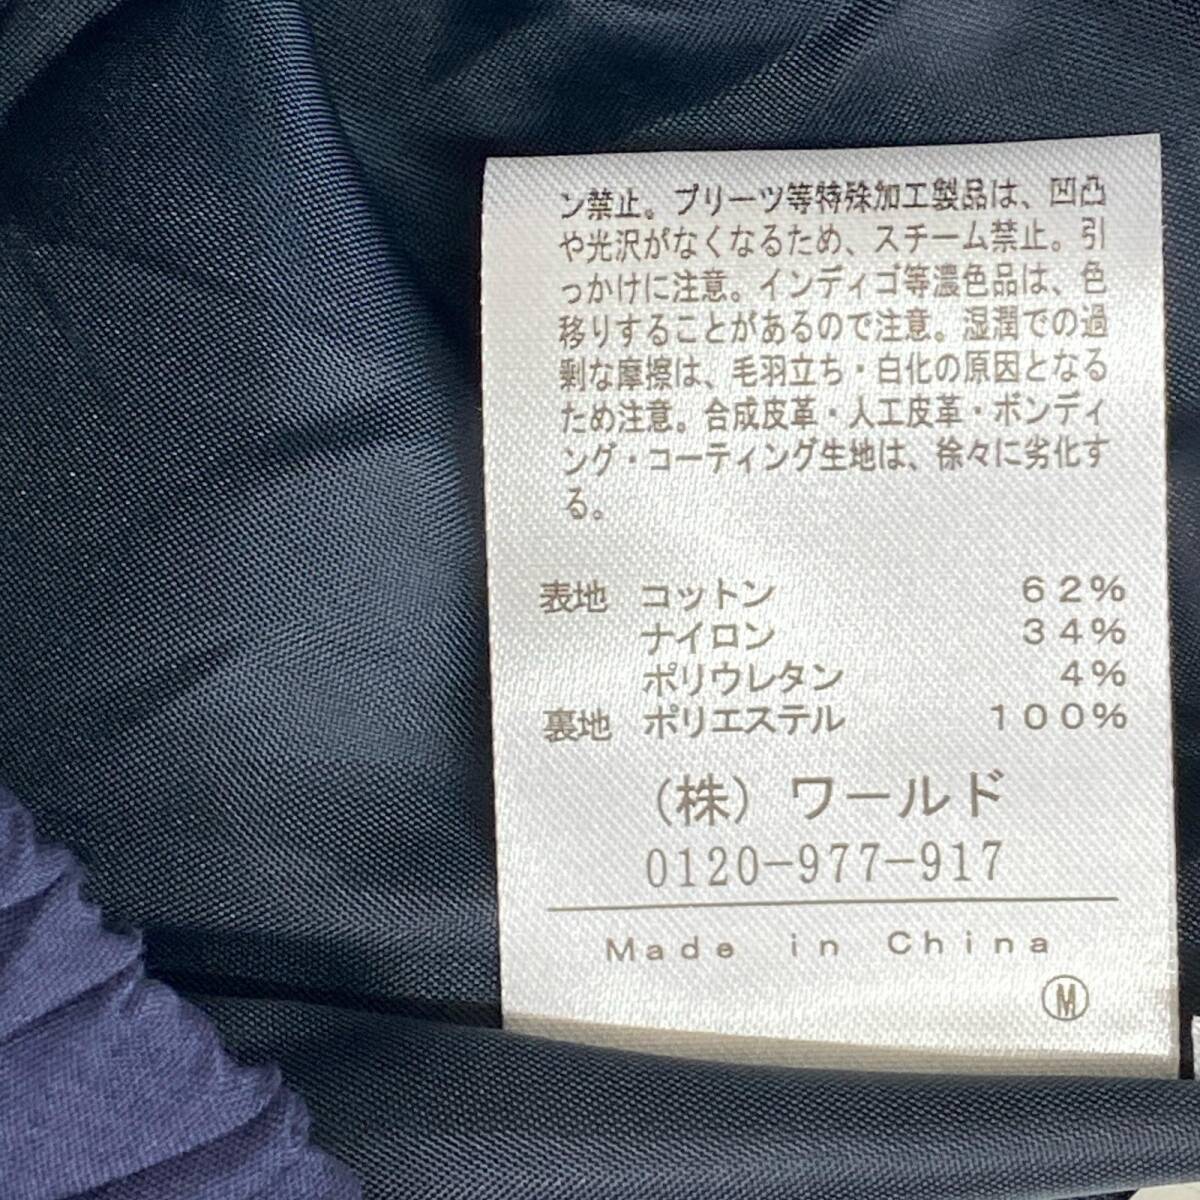 ン禁止。プリーツ等特殊加工製品は、凹凸
や光沢がなくなるため、スチーム禁止。引
っかけに注意。インディゴ等濃色品は、色
移りすることがあるので注意。湿潤での過
剰な摩擦は、毛羽立ち・白化の原因となる
ため注意。合成皮革・人工皮革・ボンディ
ング・コーティング生地は、徐々に劣化す
る。
表地 コットン 62%
ナイロン 34%
ポリウレタン 4%
裏地 ポリエステル 100%
(株) ワールド
0120-977-917
Made in China
M